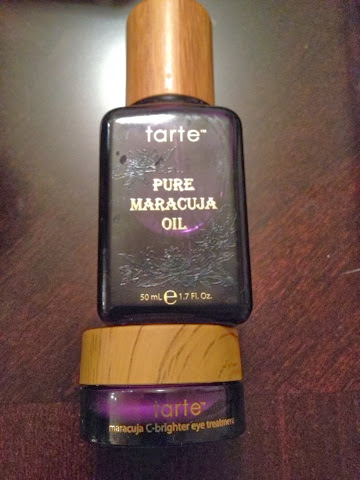 tarte™
PURE
MARACUJA
OIL
50 mL ℮ 1.7 Fl. Oz.
tarte™
maracuja C-brighter eye treatment